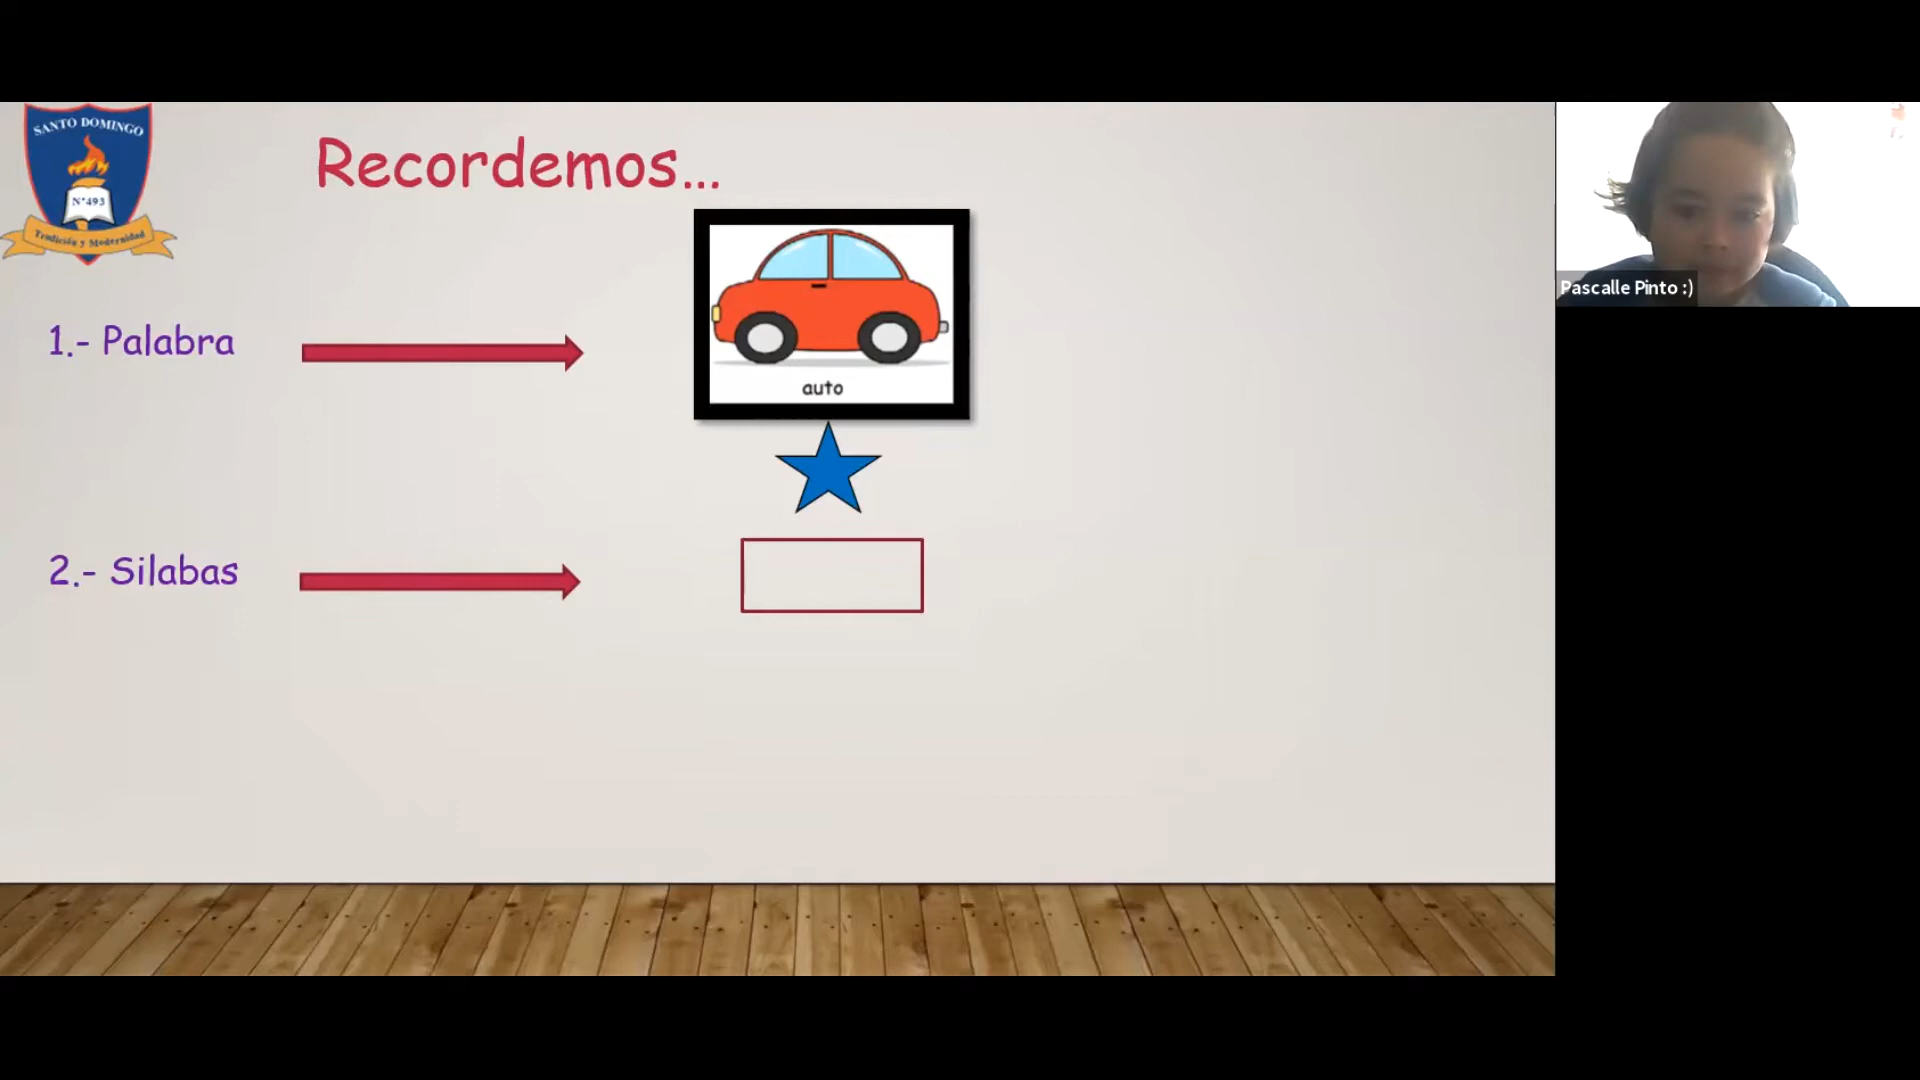 SANTO DOMINGO
N°493
Tradición y Modernidad
Recordemos...
auto
1.- Palabra
2.- Silabas
Pascalle Pinto :)